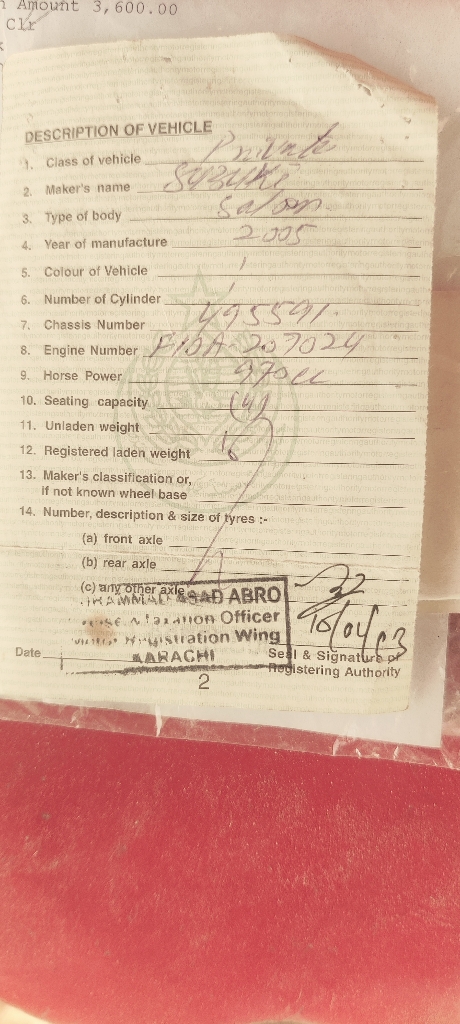 Amount 3,600.00
Clr
DESCRIPTION OF VEHICLE
1. Class of vehicle Private
2. Maker's name SUZUKI
3. Type of body Saloon
4. Year of manufacture 2005
5. Colour of Vehicle
6. Number of Cylinder
7. Chassis Number 495591
8. Engine Number F10A-207024
9. Horse Power 970cc
10. Seating capacity (4)
11. Unladen weight
12. Registered laden weight
13. Maker's classification or,
if not known wheel base
14. Number, description & size of tyres :-
(a) front axle
(b) rear axle
(c) any other axle
ASAD ABRO
Taxation Officer
Registration Wing
KARACHI
Date
Seal & Signature of
Registering Authority
2